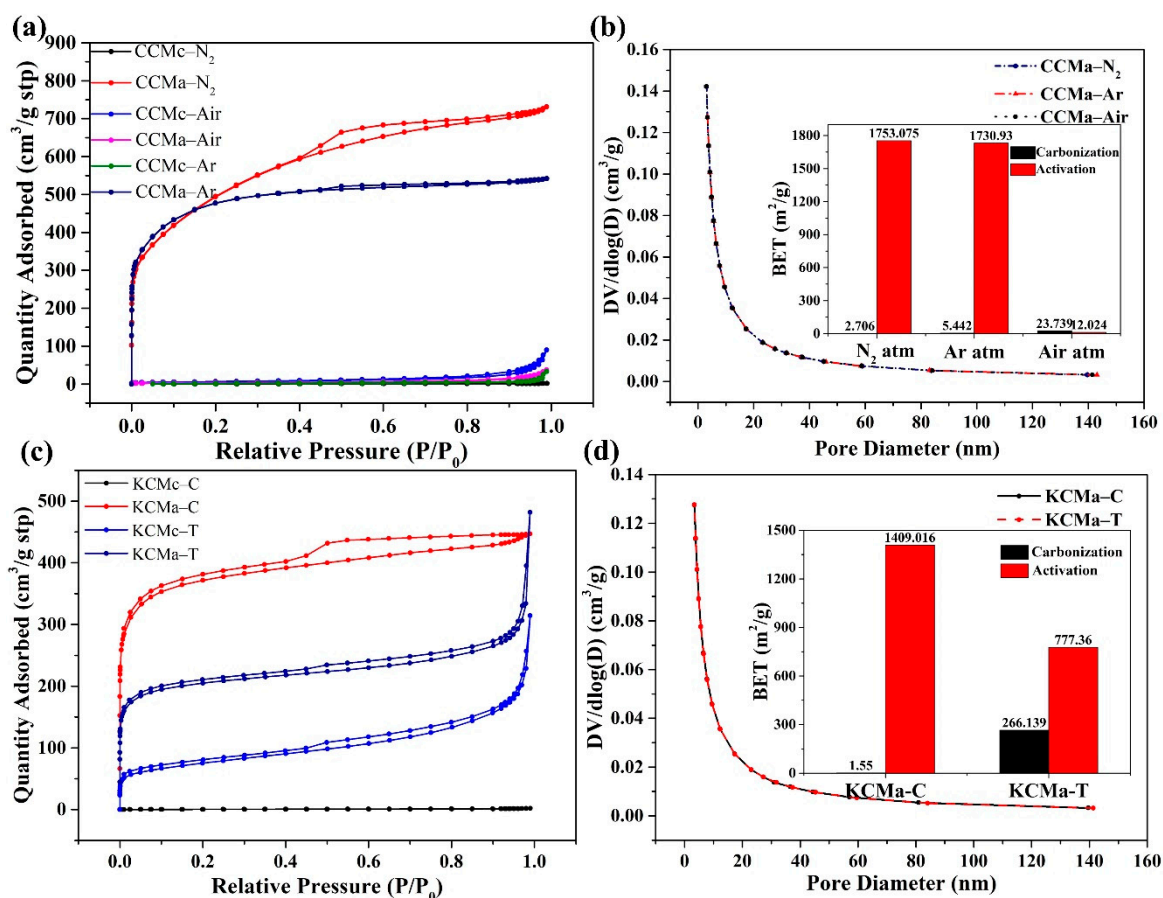 (a)
900
800
700
600
500
400
300
200
100
0
Quantity Adsorbed (cm³/g stp)
CCMc–N₂
CCMa–N₂
CCMc–Air
CCMa–Air
CCMc–Ar
CCMa–Ar
0.0 0.2 0.4 0.6 0.8 1.0
Relative Pressure (P/P₀)
(b)
0.16
0.14
0.12
0.10
0.08
0.06
0.04
0.02
0.00
DV/dlog(D) (cm³/g)
CCMa–N₂
CCMa–Ar
CCMa–Air
1800
1500
1200
900
600
300
0
BET (m²/g)
1753.075
1730.93
Carbonization
Activation
2.706
5.442
23.739
12.024
N₂ atm Ar atm Air atm
0 20 40 60 80 100 120 140 160
Pore Diameter (nm)
(c)
500
400
300
200
100
0
Quantity Adsorbed (cm³/g stp)
KCMc–C
KCMa–C
KCMc–T
KCMa–T
0.0 0.2 0.4 0.6 0.8 1.0
Relative Pressure (P/P₀)
(d)
0.14
0.12
0.10
0.08
0.06
0.04
0.02
0.00
DV/dlog(D) (cm³/g)
KCMa–C
KCMa–T
1500
1200
900
600
300
0
BET (m²/g)
1409.016
Carbonization
Activation
777.36
266.139
1.55
KCMa-C KCMa-T
0 20 40 60 80 100 120 140 160
Pore Diameter (nm)